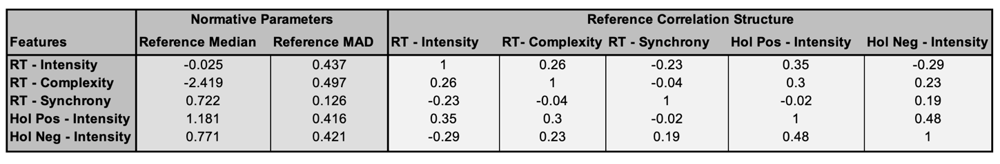 Normative Parameters Reference Correlation Structure
Features Reference Median Reference MAD RT - Intensity RT- Complexity RT - Synchrony Hol Pos - Intensity Hol Neg - Intensity
RT - Intensity -0.025 0.437 1 0.26 -0.23 0.35 -0.29
RT - Complexity -2.419 0.497 0.26 1 -0.04 0.3 0.23
RT - Synchrony 0.722 0.126 -0.23 -0.04 1 -0.02 0.19
Hol Pos - Intensity 1.181 0.416 0.35 0.3 -0.02 1 0.48
Hol Neg - Intensity 0.771 0.421 -0.29 0.23 0.19 0.48 1